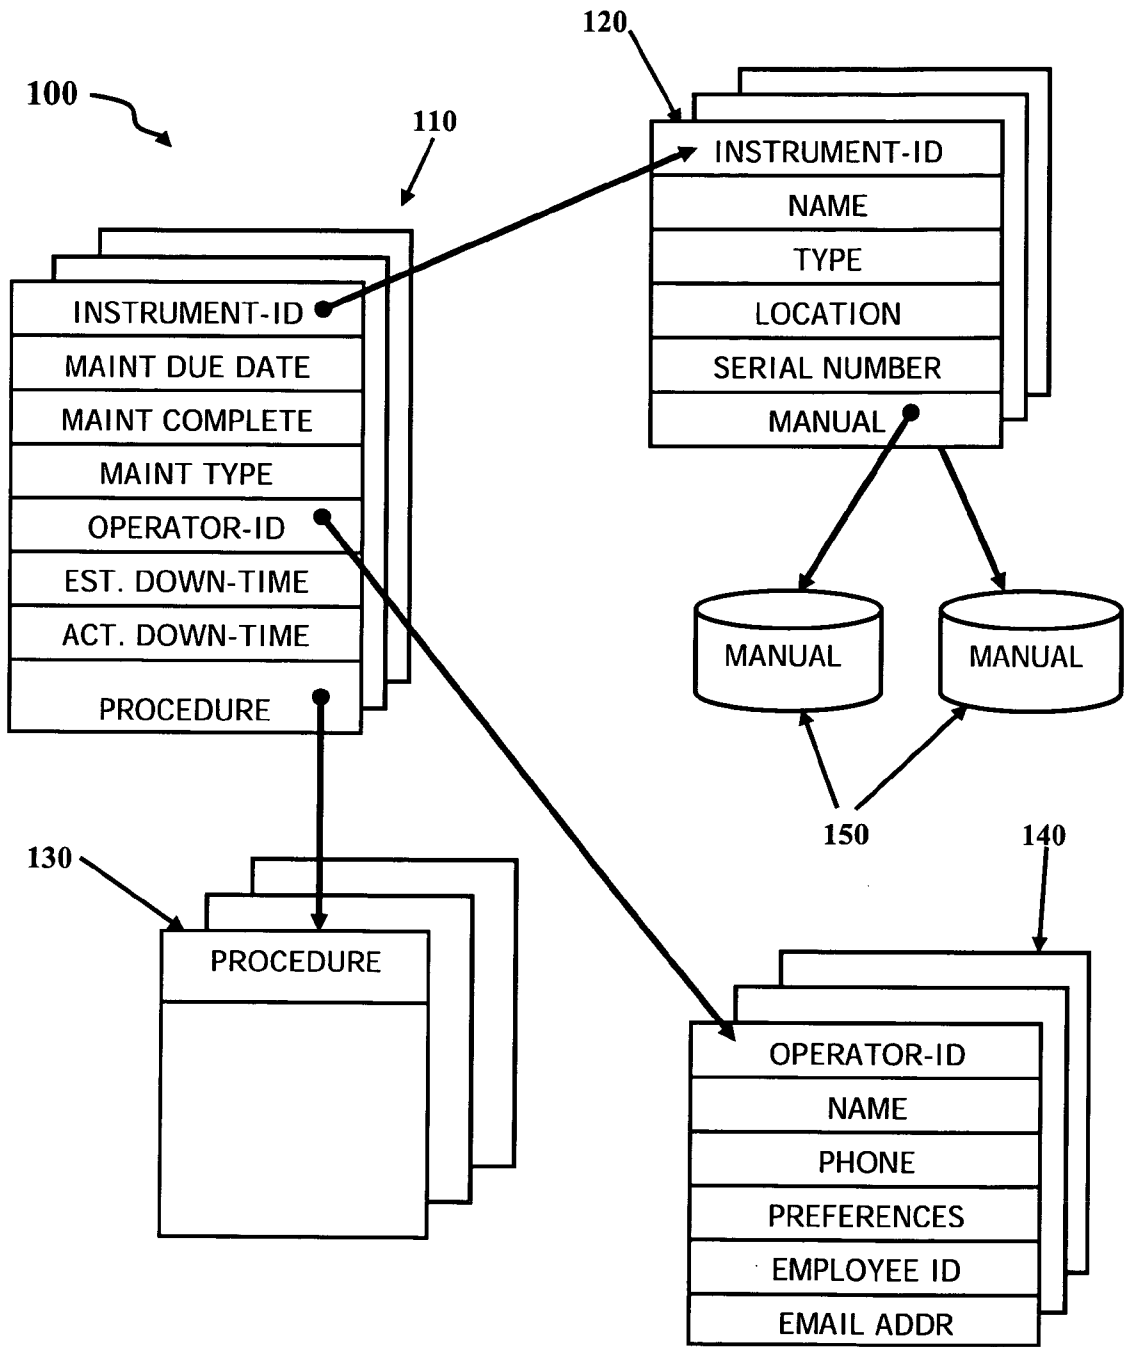 120
100
110
INSTRUMENT-ID
NAME
TYPE
LOCATION
SERIAL NUMBER
MANUAL
INSTRUMENT-ID
MAINT DUE DATE
MAINT COMPLETE
MAINT TYPE
OPERATOR-ID
EST. DOWN-TIME
ACT. DOWN-TIME
PROCEDURE
MANUAL
MANUAL
150
130
PROCEDURE
140
OPERATOR-ID
NAME
PHONE
PREFERENCES
EMPLOYEE ID
EMAIL ADDR